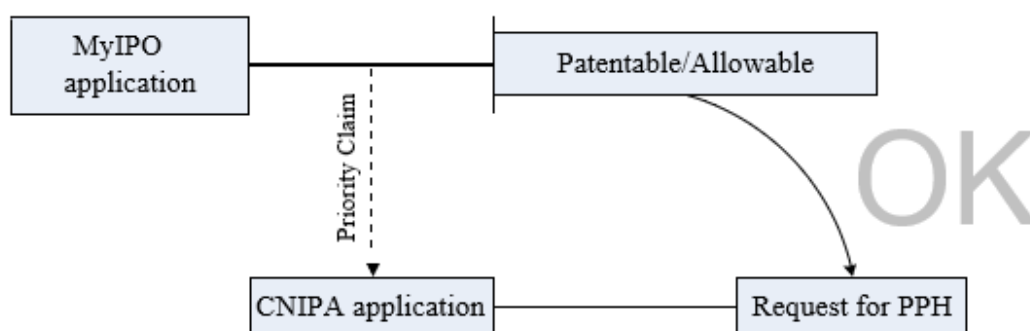 MyIPO
application
Patentable/Allowable
Priority Claim
OK
CNIPA application
Request for PPH